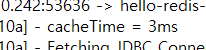 0.242:53636 -> hello-redis-
10a] - cacheTime = 3ms
10a] - Fetching JDBC Conne